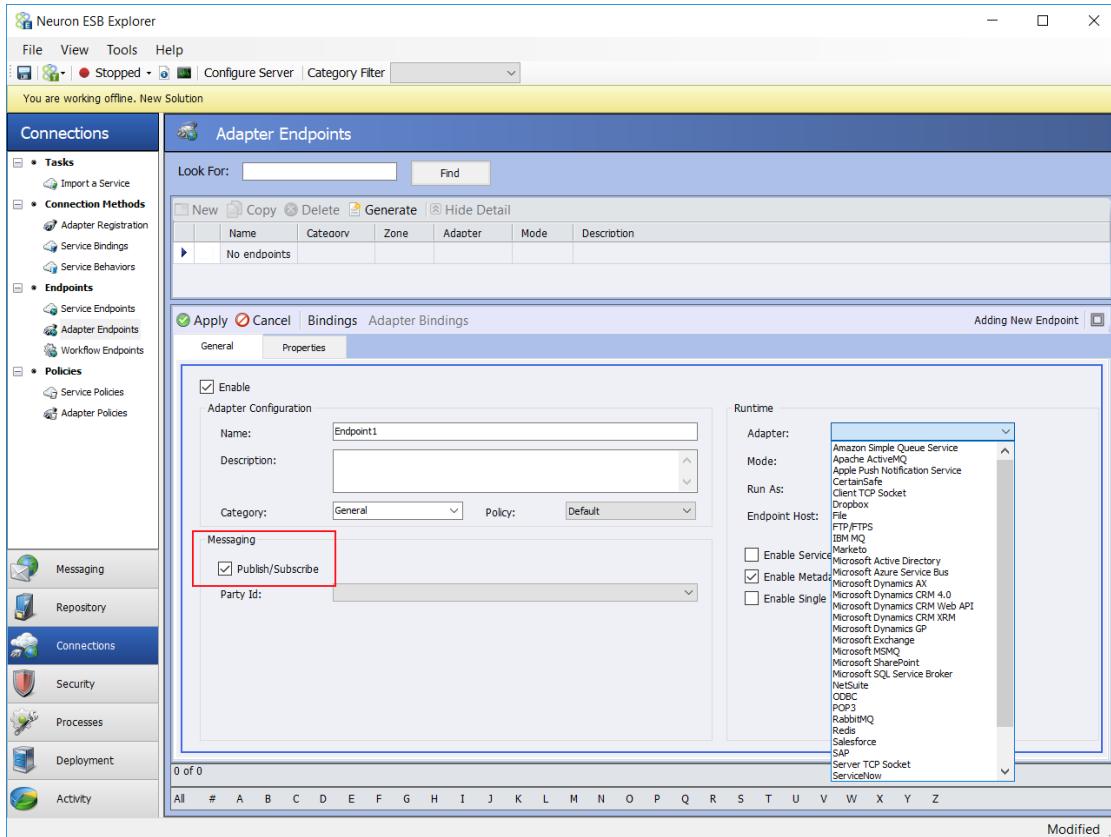 Neuron ESB Explorer
File View Tools Help
Stopped Configure Server Category Filter
You are working offline. New Solution
Connections
Tasks
Import a Service
Connection Methods
Adapter Registration
Service Bindings
Service Behaviors
Endpoints
Service Endpoints
Adapter Endpoints
Workflow Endpoints
Policies
Service Policies
Adapter Policies
Messaging
Repository
Connections
Security
Processes
Deployment
Activity
Adapter Endpoints
Look For: Find
New Copy Delete Generate Hide Detail
Name Category Zone Adapter Mode Description
No endpoints
Apply Cancel Bindings Adapter Bindings Adding New Endpoint
General Properties
Enable
Adapter Configuration
Name: Endpoint1
Description:
Category: General Policy: Default
Messaging
Publish/Subscribe
Party Id:
Runtime
Adapter:
Mode:
Run As:
Endpoint Host:
Enable Service
Enable Metad
Enable Single
Amazon Simple Queue Service
Apache ActiveMQ
Apple Push Notification Service
CertainSafe
Client TCP Socket
Dropbox
File
FTP/FTPS
IBM MQ
Marketo
Microsoft Active Directory
Microsoft Azure Service Bus
Microsoft Dynamics AX
Microsoft Dynamics CRM 4.0
Microsoft Dynamics CRM Web API
Microsoft Dynamics CRM XRM
Microsoft Dynamics GP
Microsoft Exchange
Microsoft MSMQ
Microsoft SharePoint
Microsoft SQL Service Broker
NetSuite
ODBC
POP3
RabbitMQ
Redis
Salesforce
SAP
Server TCP Socket
ServiceNow
0 of 0
All # A B C D E F G H I J K L M N O P Q R S T U V W X Y Z
Modified